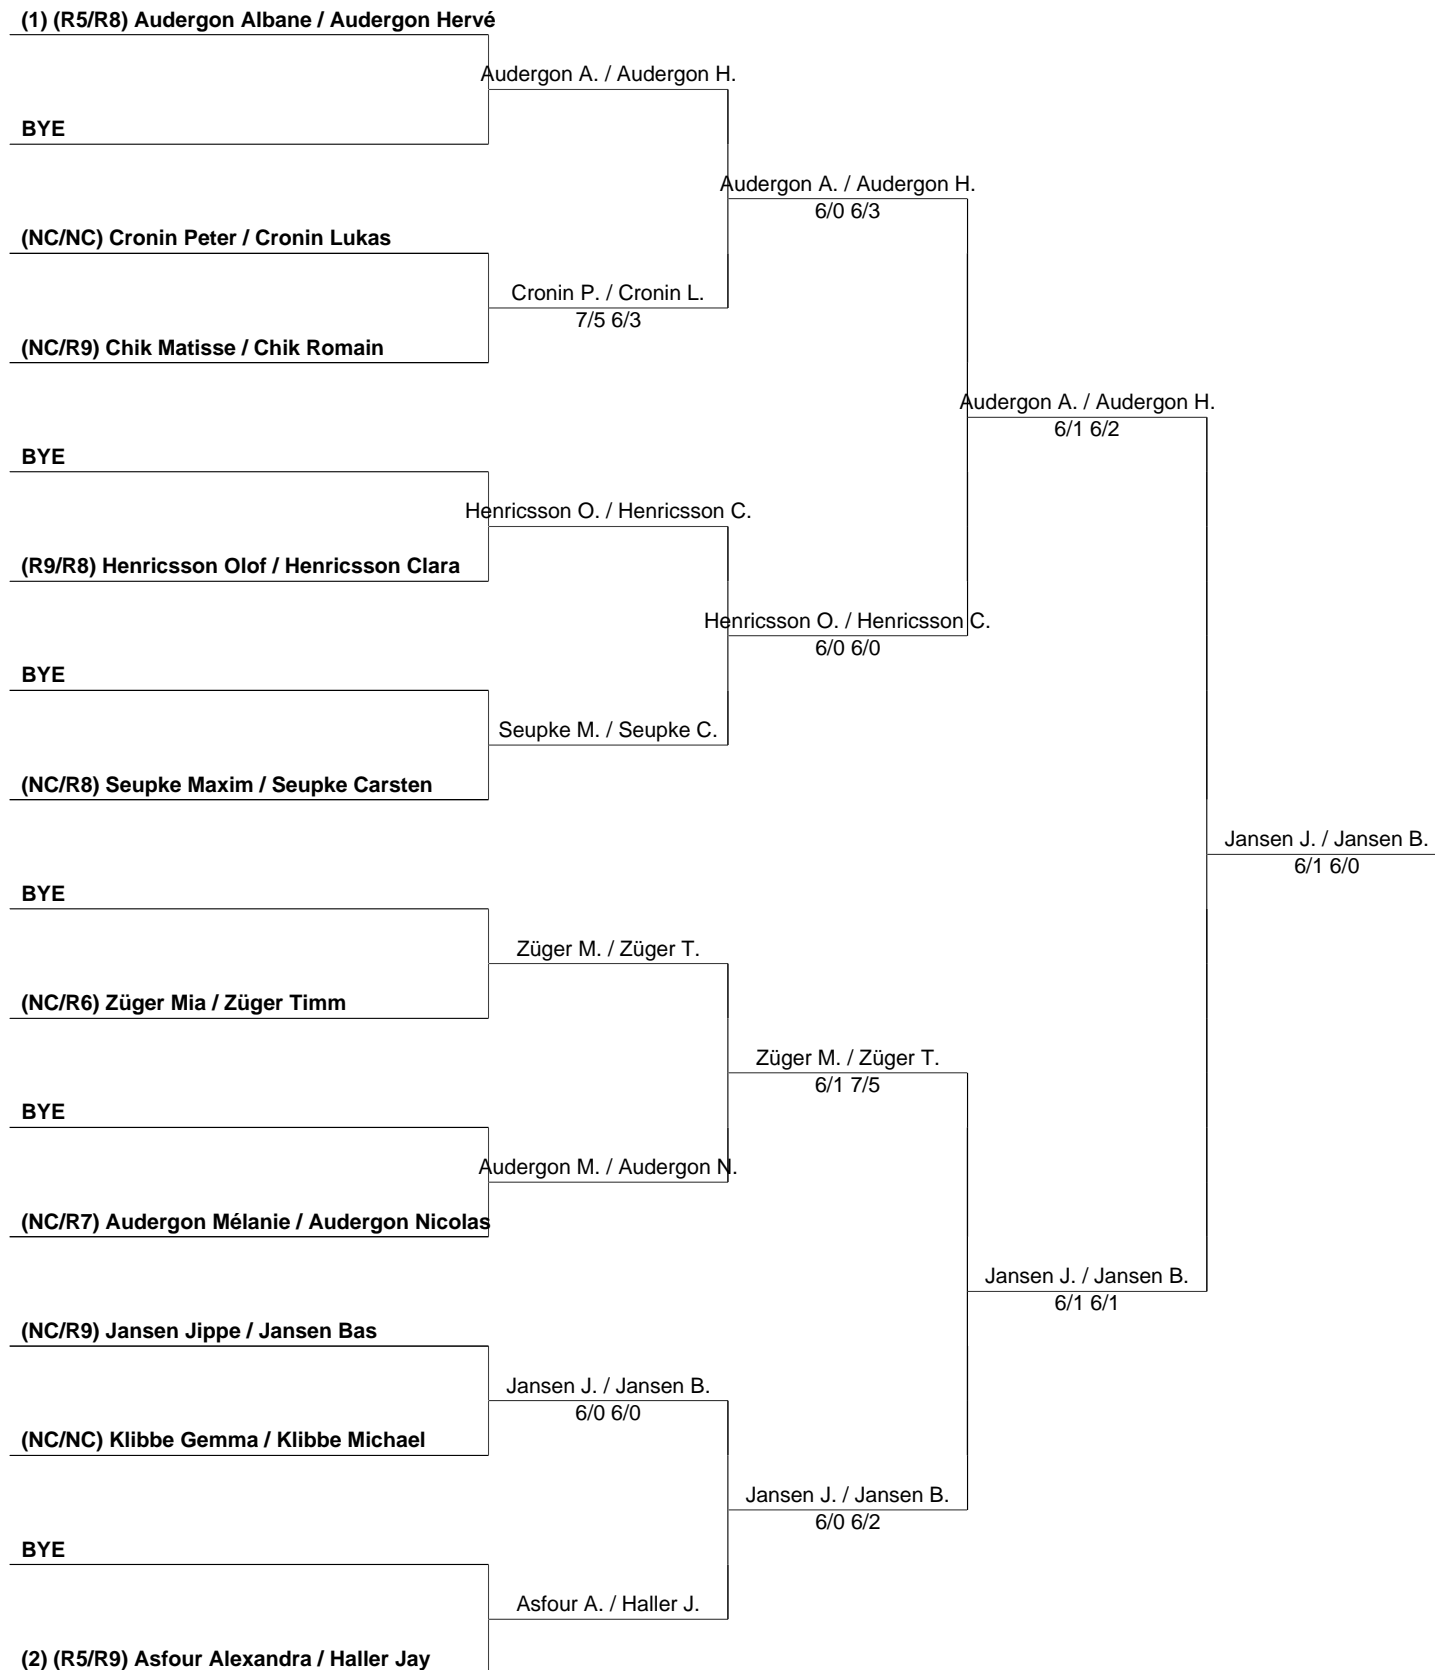 (1) (R5/R8) Audergon Albane / Audergon Hervé
Audergon A. / Audergon H.
BYE
Audergon A. / Audergon H.
6/0 6/3
(NC/NC) Cronin Peter / Cronin Lukas
Cronin P. / Cronin L.
7/5 6/3
(NC/R9) Chik Matisse / Chik Romain
Audergon A. / Audergon H.
6/1 6/2
BYE
Henricsson O. / Henricsson C.
(R9/R8) Henricsson Olof / Henricsson Clara
Henricsson O. / Henricsson C.
6/0 6/0
BYE
Seupke M. / Seupke C.
(NC/R8) Seupke Maxim / Seupke Carsten
Jansen J. / Jansen B.
6/1 6/0
BYE
Züger M. / Züger T.
(NC/R6) Züger Mia / Züger Timm
Züger M. / Züger T.
6/1 7/5
BYE
Audergon M. / Audergon N.
(NC/R7) Audergon Mélanie / Audergon Nicolas
Jansen J. / Jansen B.
6/1 6/1
(NC/R9) Jansen Jippe / Jansen Bas
Jansen J. / Jansen B.
6/0 6/0
(NC/NC) Klibbe Gemma / Klibbe Michael
Jansen J. / Jansen B.
6/0 6/2
BYE
Asfour A. / Haller J.
(2) (R5/R9) Asfour Alexandra / Haller Jay